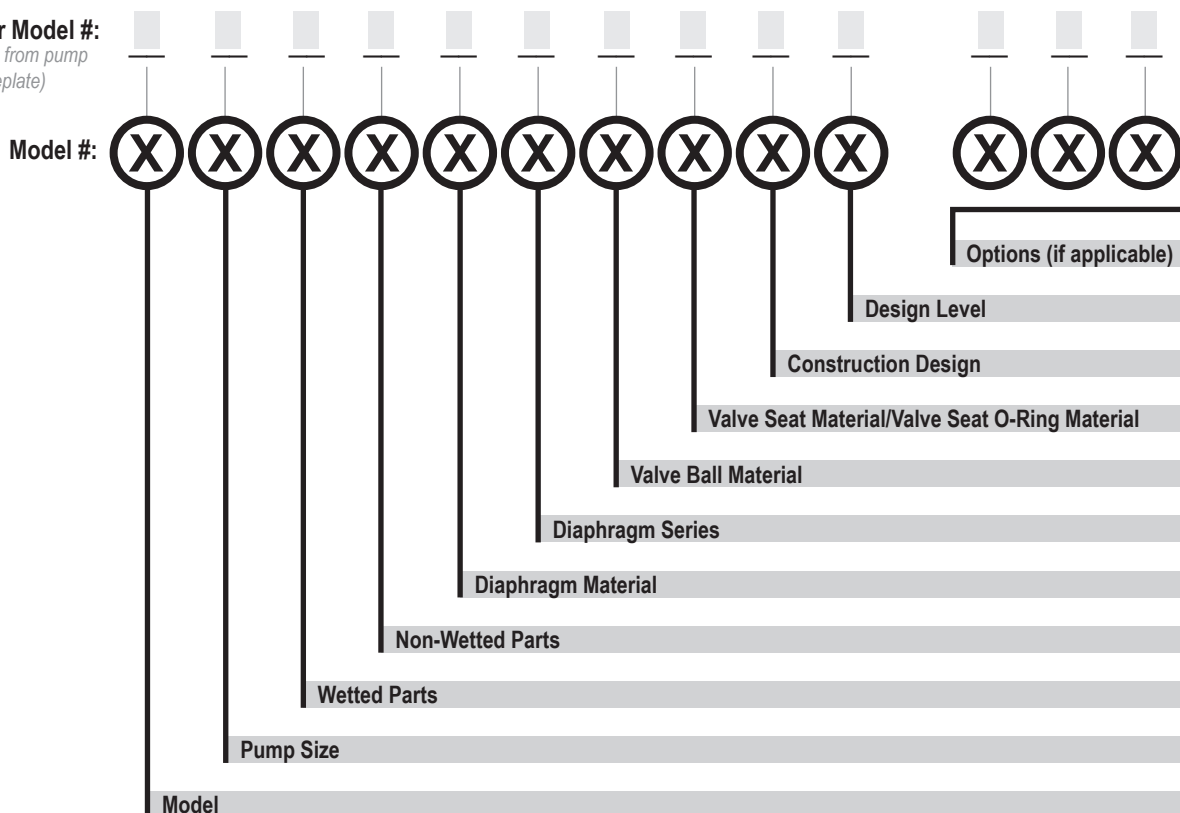 r Model #:
from pump
eplate)
Model #: X X X X X X X X X X X X X
Options (if applicable)
Design Level
Construction Design
Valve Seat Material/Valve Seat O-Ring Material
Valve Ball Material
Diaphragm Series
Diaphragm Material
Non-Wetted Parts
Wetted Parts
Pump Size
Model